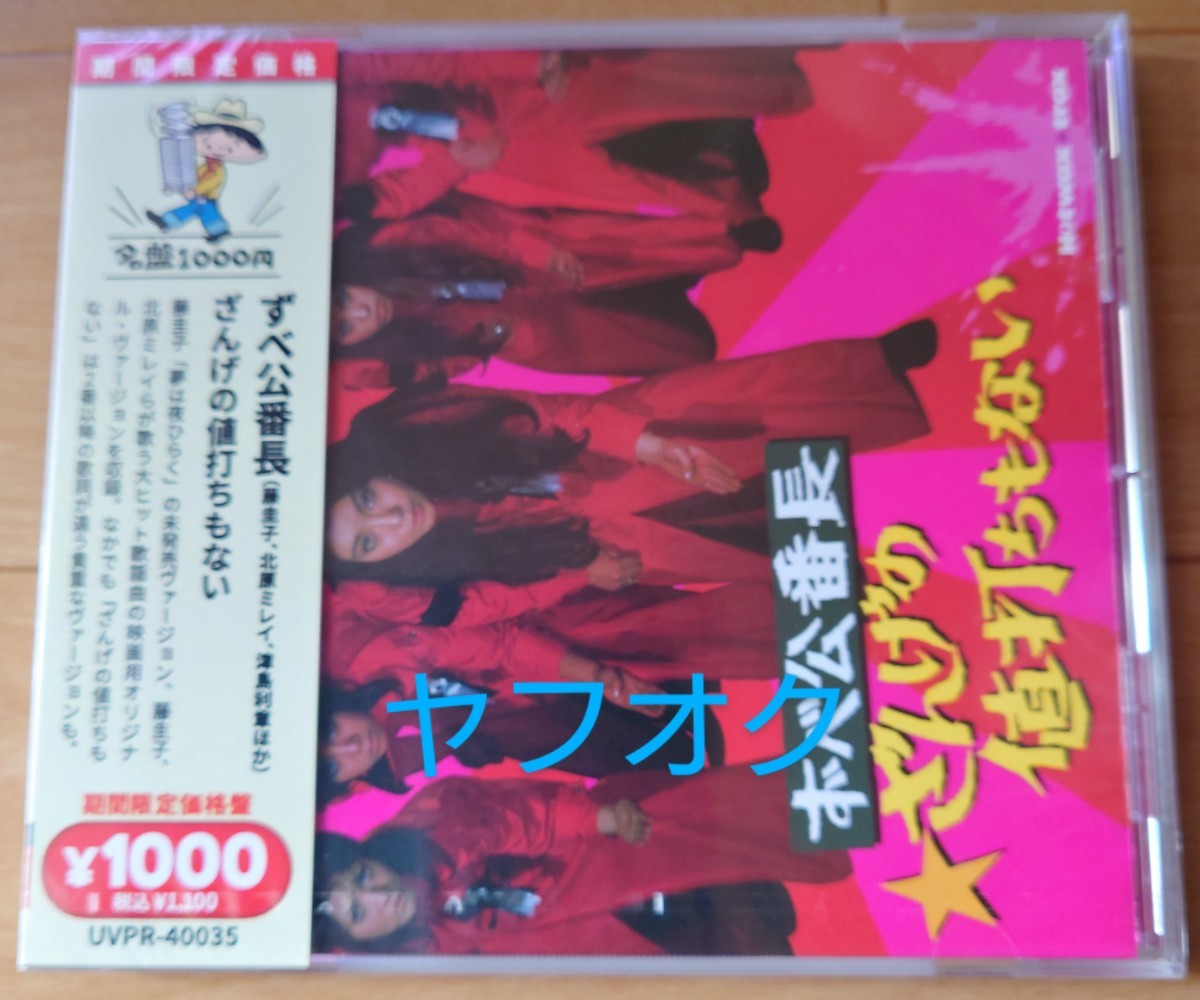 期間限定価格
名盤1000円
ずべ公番長(藤圭子、北原ミレイ、津島利章ほか)
ざんげの値打ちもない
藤圭子「夢は夜ひらく」の未発売ヴァージョン、藤圭子、
北原ミレイらが歌う大ヒット歌謡曲の映画用オリジナ
ル・ヴァージョンを収録。なかでも「ざんげの値打ちも
ない」は2番以降の歌詞が違う貴重なヴァージョンも。
期間限定価格盤
¥1000
税込 ¥1,100
UVPR-40035
ズベ公番長
ざんげの
値打ちもない
ヤフオク